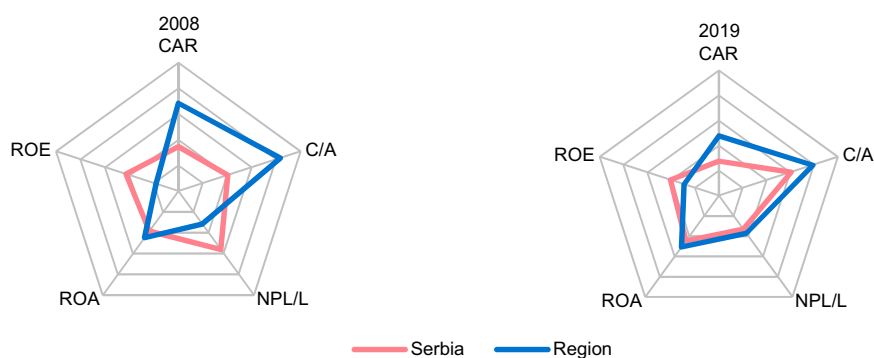 2008
CAR
C/A
NPL/L
ROA
ROE
2019
CAR
C/A
NPL/L
ROA
ROE
Serbia
Region